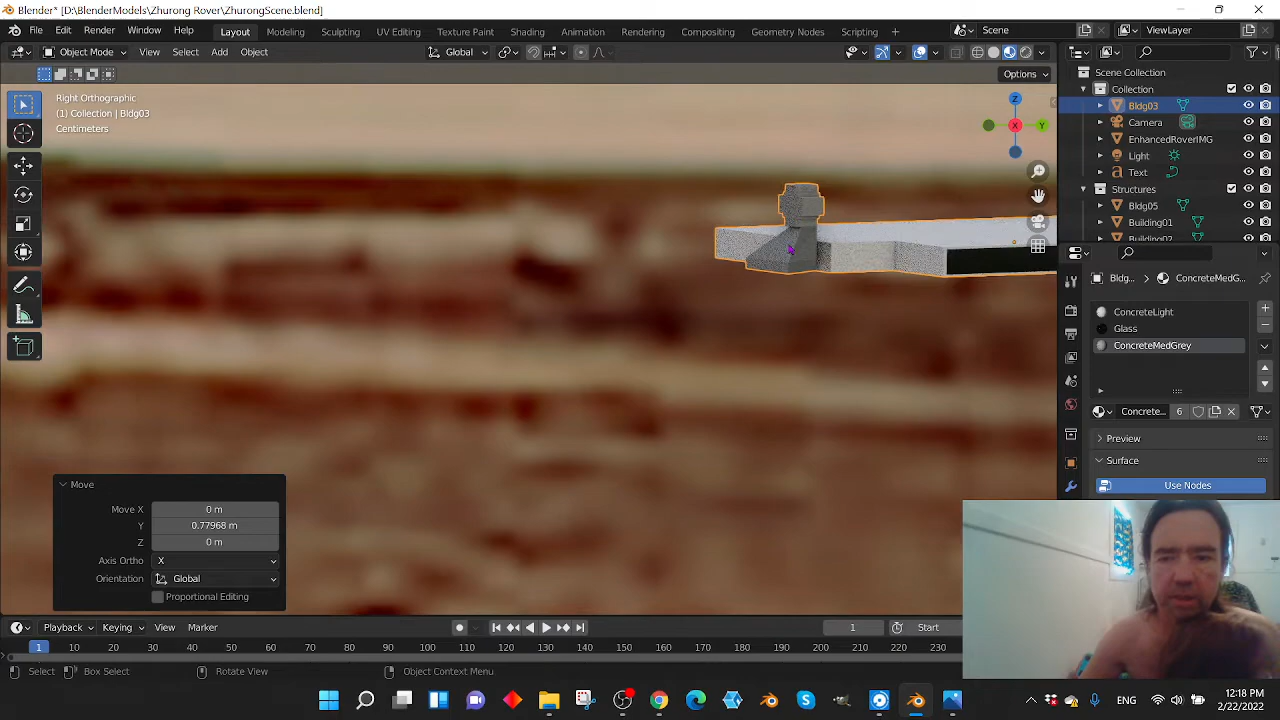 Blender* [D:\BlenderModels\Zhurong Rover\ZhurongScene.blend]
File Edit Render Window Help Layout Modeling Sculpting UV Editing Texture Paint Shading Animation Rendering Compositing Geometry Nodes Scripting + Scene ViewLayer
Object Mode View Select Add Object Global
Options
Right Orthographic
(1) Collection | Bldg03
Centimeters
Z
X
Y
Scene Collection
Collection
Bldg03
Camera
EnhancedRoverIMG
Light
Text
Structures
Bldg05
Building01
Building02
Bldg... ConcreteMedG...
ConcreteLight
Glass
ConcreteMedGrey
Concrete... 6
Preview
Surface
Use Nodes
Move
Move X 0 m
Y 0.77968 m
Z 0 m
Axis Ortho X
Orientation Global
Proportional Editing
Playback Keying View Marker 1 Start
1 10 20 30 40 50 60 70 80 90 100 110 120 130 140 150 160 170 180 190 200 210 220 230
Select Box Select Rotate View Object Context Menu
ENG
12:18 PM
2/22/2022